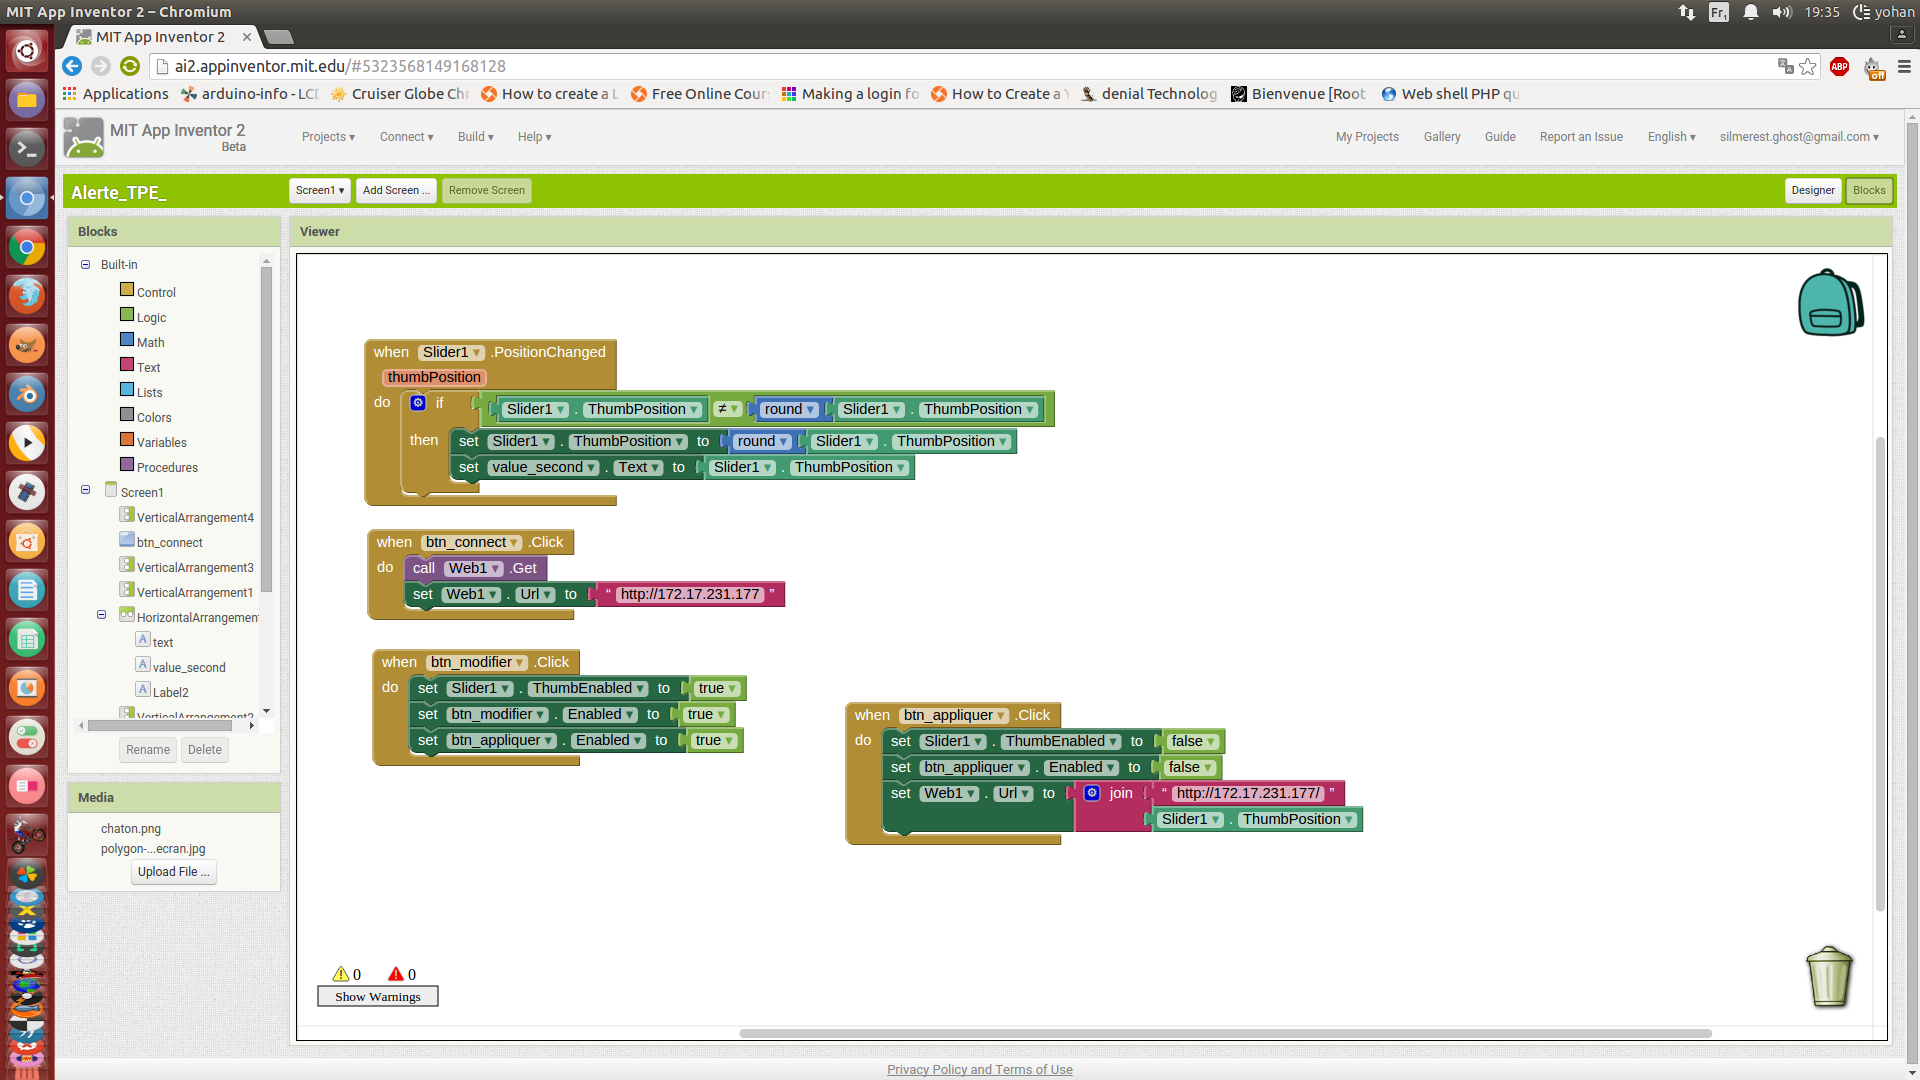 MIT App Inventor 2 – Chromium
Fr1 19:35 yohan
MIT App Inventor 2 ×
ai2.appinventor.mit.edu/#5323568149168128
ABP off
Applications arduino-info - LC Cruiser Globe Ch How to create a L Free Online Cour Making a login fo How to Create a Y denial Technolog Bienvenue [Root Web shell PHP qu
MIT App Inventor 2
Beta
Projects ▾ Connect ▾ Build ▾ Help ▾ My Projects Gallery Guide Report an Issue English ▾ silmerest.ghost@gmail.com ▾
Alerte_TPE_ Screen1 ▾ Add Screen ... Remove Screen Designer Blocks
Blocks
Built-in
Control
Logic
Math
Text
Lists
Colors
Variables
Procedures
Screen1
VerticalArrangement4
btn_connect
VerticalArrangement3
VerticalArrangement1
HorizontalArrangemen
A text
A value_second
A Label2
VerticalArrangement2
Rename Delete
Media
chaton.png
polygon-...ecran.jpg
Upload File ...
Viewer
when Slider1 ▾ .PositionChanged
thumbPosition
do if Slider1 ▾ . ThumbPosition ▾ ≠ ▾ round ▾ Slider1 ▾ . ThumbPosition ▾
then set Slider1 ▾ . ThumbPosition ▾ to round ▾ Slider1 ▾ . ThumbPosition ▾
set value_second ▾ . Text ▾ to Slider1 ▾ . ThumbPosition ▾
when btn_connect ▾ .Click
do call Web1 ▾ .Get
set Web1 ▾ . Url ▾ to “ http://172.17.231.177 ”
when btn_modifier ▾ .Click
do set Slider1 ▾ . ThumbEnabled ▾ to true ▾
set btn_modifier ▾ . Enabled ▾ to true ▾
set btn_appliquer ▾ . Enabled ▾ to true ▾
when btn_appliquer ▾ .Click
do set Slider1 ▾ . ThumbEnabled ▾ to false ▾
set btn_appliquer ▾ . Enabled ▾ to false ▾
set Web1 ▾ . Url ▾ to join “ http://172.17.231.177/ ”
Slider1 ▾ . ThumbPosition ▾
0 0
Show Warnings
Privacy Policy and Terms of Use